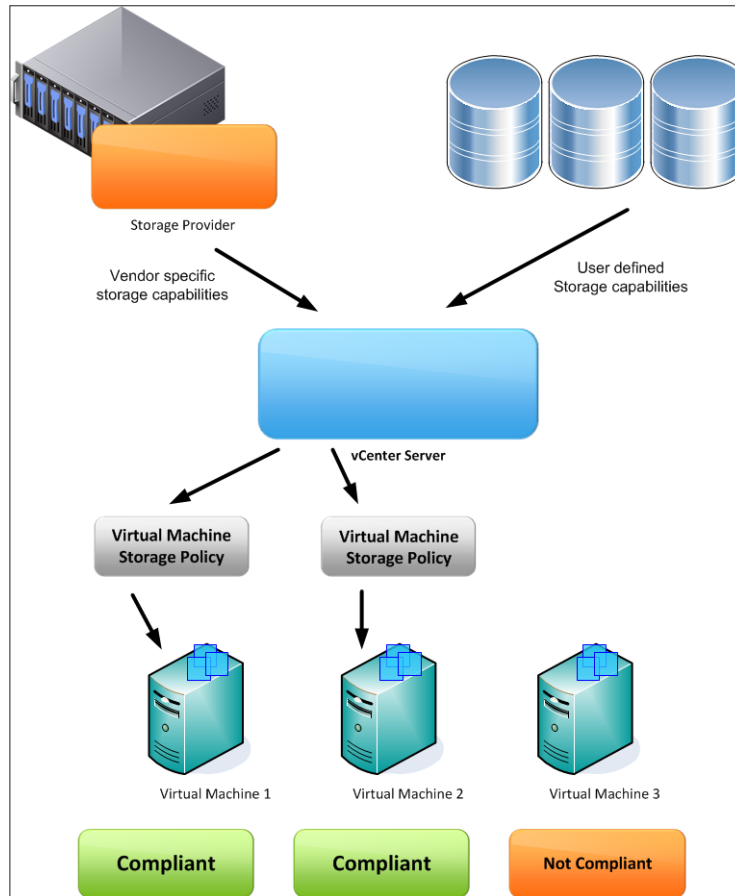 Storage Provider
Vendor specific
storage capabilities
User defined
Storage capabilities
vCenter Server
Virtual Machine
Storage Policy
Virtual Machine
Storage Policy
Virtual Machine 1
Virtual Machine 2
Virtual Machine 3
Compliant
Compliant
Not Compliant